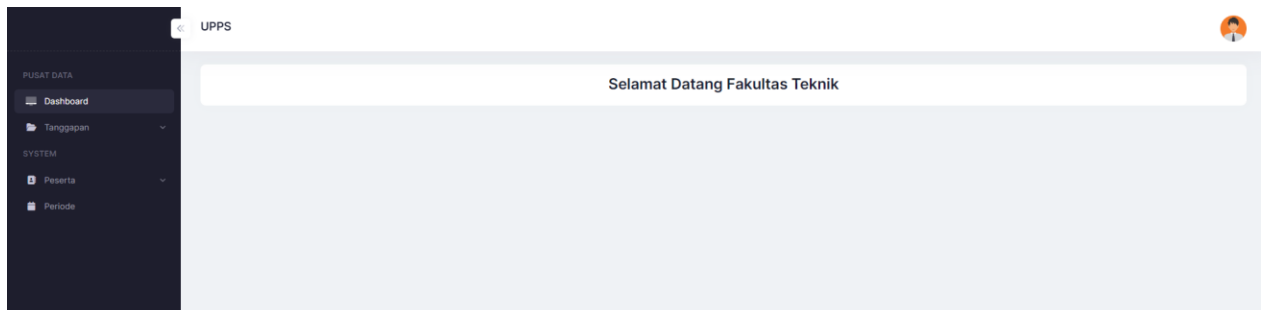 UPPS
PUSAT DATA
Dashboard
Tanggapan
SYSTEM
Peserta
Periode
Selamat Datang Fakultas Teknik